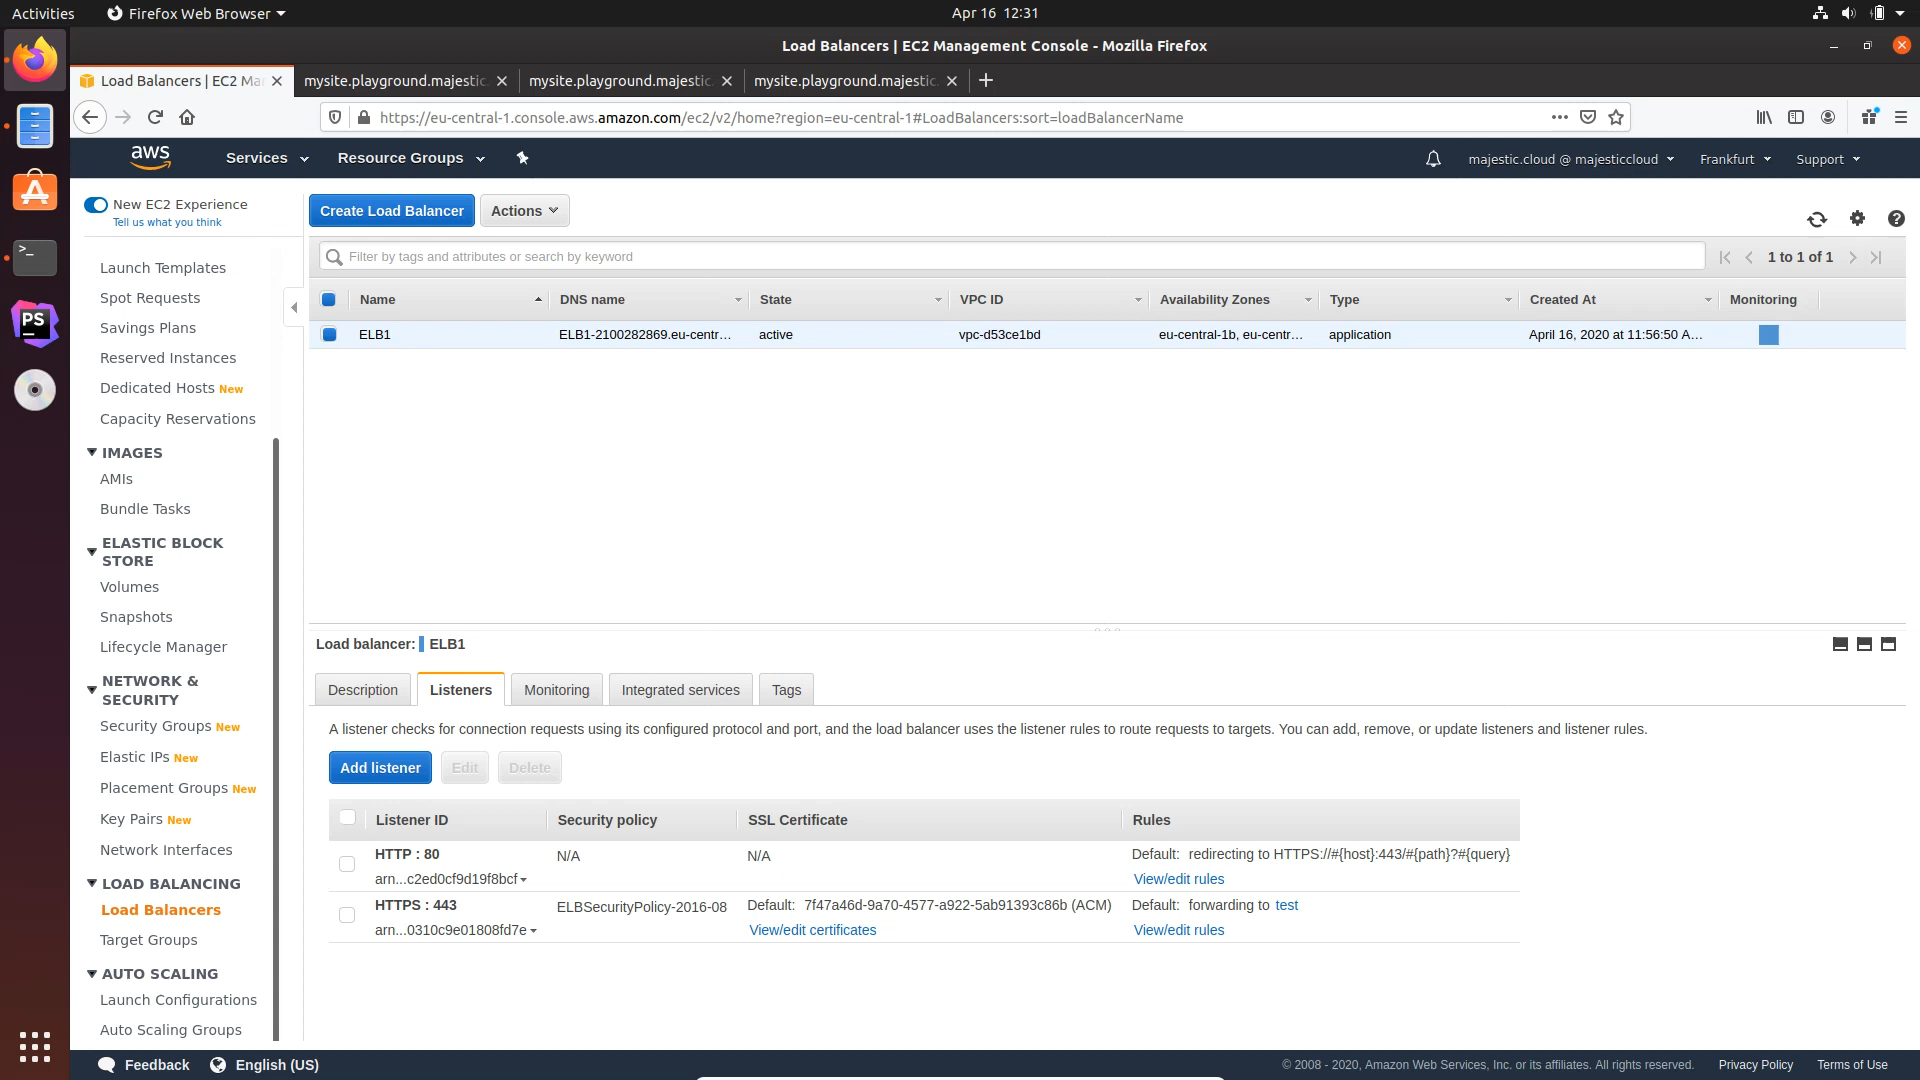 Activities
Firefox Web Browser
Apr 16 12:31
Load Balancers | EC2 Management Console - Mozilla Firefox
Load Balancers | EC2 Ma
mysite.playground.majestic.
mysite.playground.majestic.
mysite.playground.majestic.
https://eu-central-1.console.aws.amazon.com/ec2/v2/home?region=eu-central-1#LoadBalancers:sort=loadBalancerName
aws
Services
Resource Groups
majestic.cloud @ majesticcloud
Frankfurt
Support
New EC2 Experience
Tell us what you think
Launch Templates
Spot Requests
Savings Plans
Reserved Instances
Dedicated Hosts New
Capacity Reservations
IMAGES
AMIs
Bundle Tasks
ELASTIC BLOCK
STORE
Volumes
Snapshots
Lifecycle Manager
NETWORK &
SECURITY
Security Groups New
Elastic IPs New
Placement Groups New
Key Pairs New
Network Interfaces
LOAD BALANCING
Load Balancers
Target Groups
AUTO SCALING
Launch Configurations
Auto Scaling Groups
PS
Create Load Balancer
Actions
Filter by tags and attributes or search by keyword
1 to 1 of 1
Name DNS name State VPC ID Availability Zones Type Created At Monitoring
ELB1 ELB1-2100282869.eu-centr... active vpc-d53ce1bd eu-central-1b, eu-centr... application April 16, 2020 at 11:56:50 A...
Load balancer: ELB1
Description
Listeners
Monitoring
Integrated services
Tags
A listener checks for connection requests using its configured protocol and port, and the load balancer uses the listener rules to route requests to targets. You can add, remove, or update listeners and listener rules.
Add listener
Edit
Delete
Listener ID Security policy SSL Certificate Rules
HTTP : 80 N/A N/A Default: redirecting to HTTPS://#{host}:443/#{path}?#{query}
arn...c2ed0cf9d19f8bcf View/edit rules
HTTPS : 443 ELBSecurityPolicy-2016-08 Default: 7f47a46d-9a70-4577-a922-5ab91393c86b (ACM) Default: forwarding to test
arn...0310c9e01808fd7e View/edit certificates View/edit rules
Feedback
English (US)
© 2008 - 2020, Amazon Web Services, Inc. or its affiliates. All rights reserved.
Privacy Policy
Terms of Use